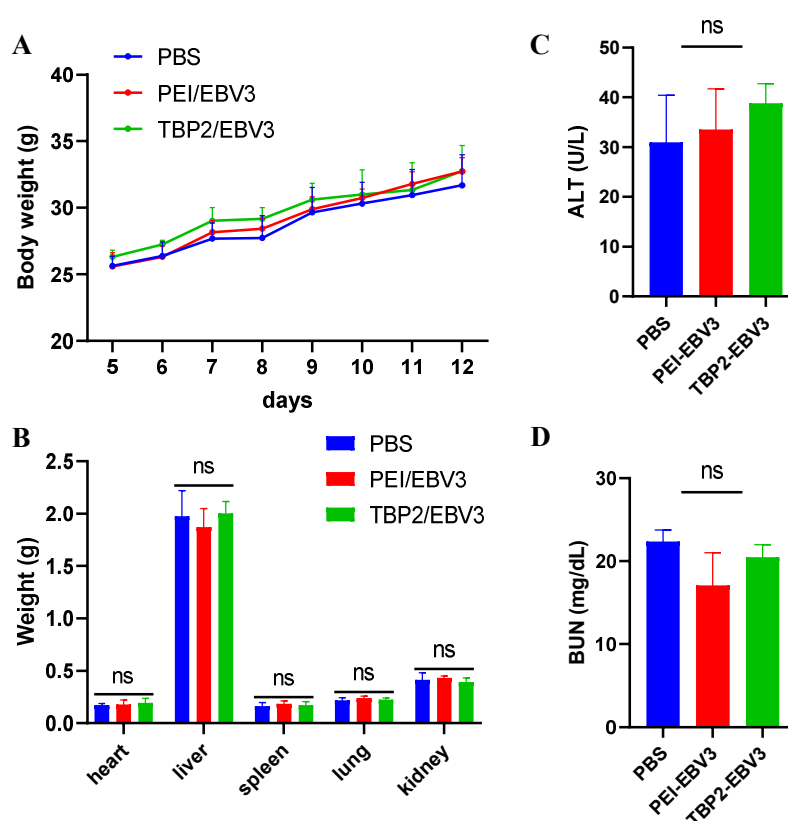 A
PBS
PEI/EBV3
TBP2/EBV3
Body weight (g)
40
35
30
25
20
5 6 7 8 9 10 11 12
days
B
PBS
PEI/EBV3
TBP2/EBV3
Weight (g)
2.5
2.0
1.5
1.0
0.5
0.0
ns
ns
ns
ns
ns
heart
liver
spleen
lung
kidney
C
ns
ALT (U/L)
50
40
30
20
10
0
PBS
PEI-EBV3
TBP2-EBV3
D
ns
BUN (mg/dL)
30
20
10
0
PBS
PEI-EBV3
TBP2-EBV3